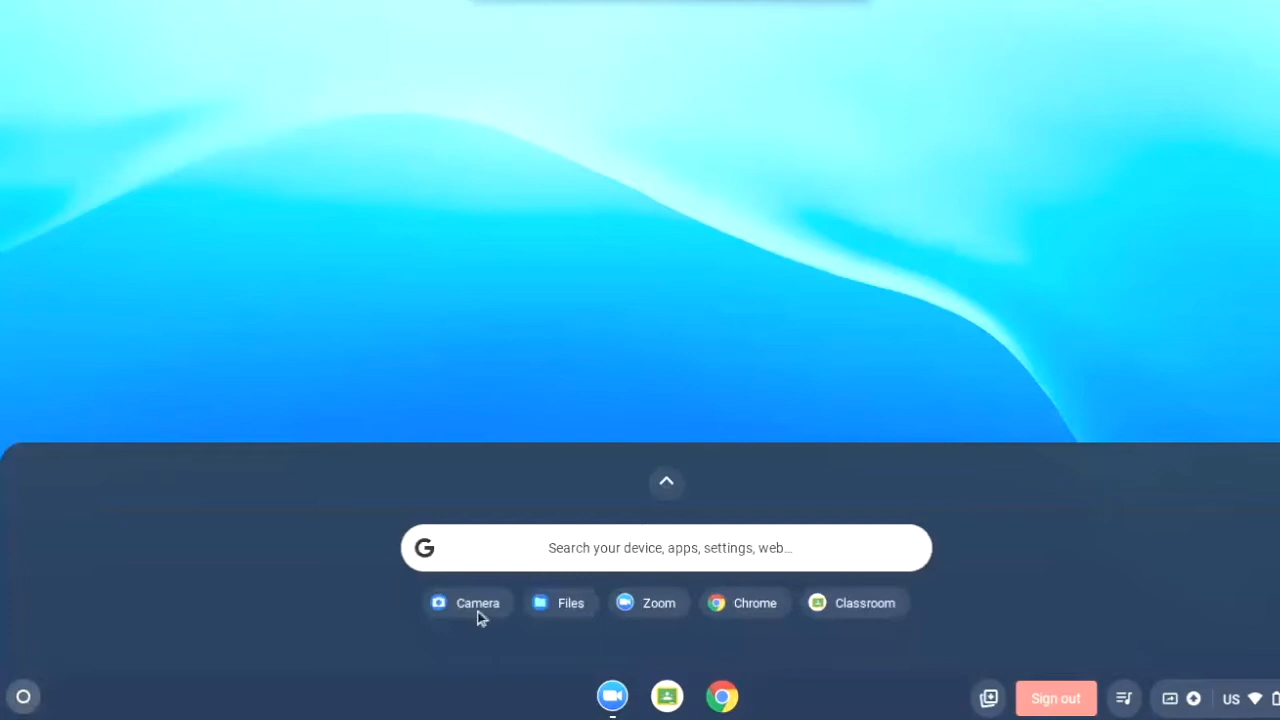 Search your device, apps, settings, web...
Camera Files Zoom Chrome Classroom
Sign out US